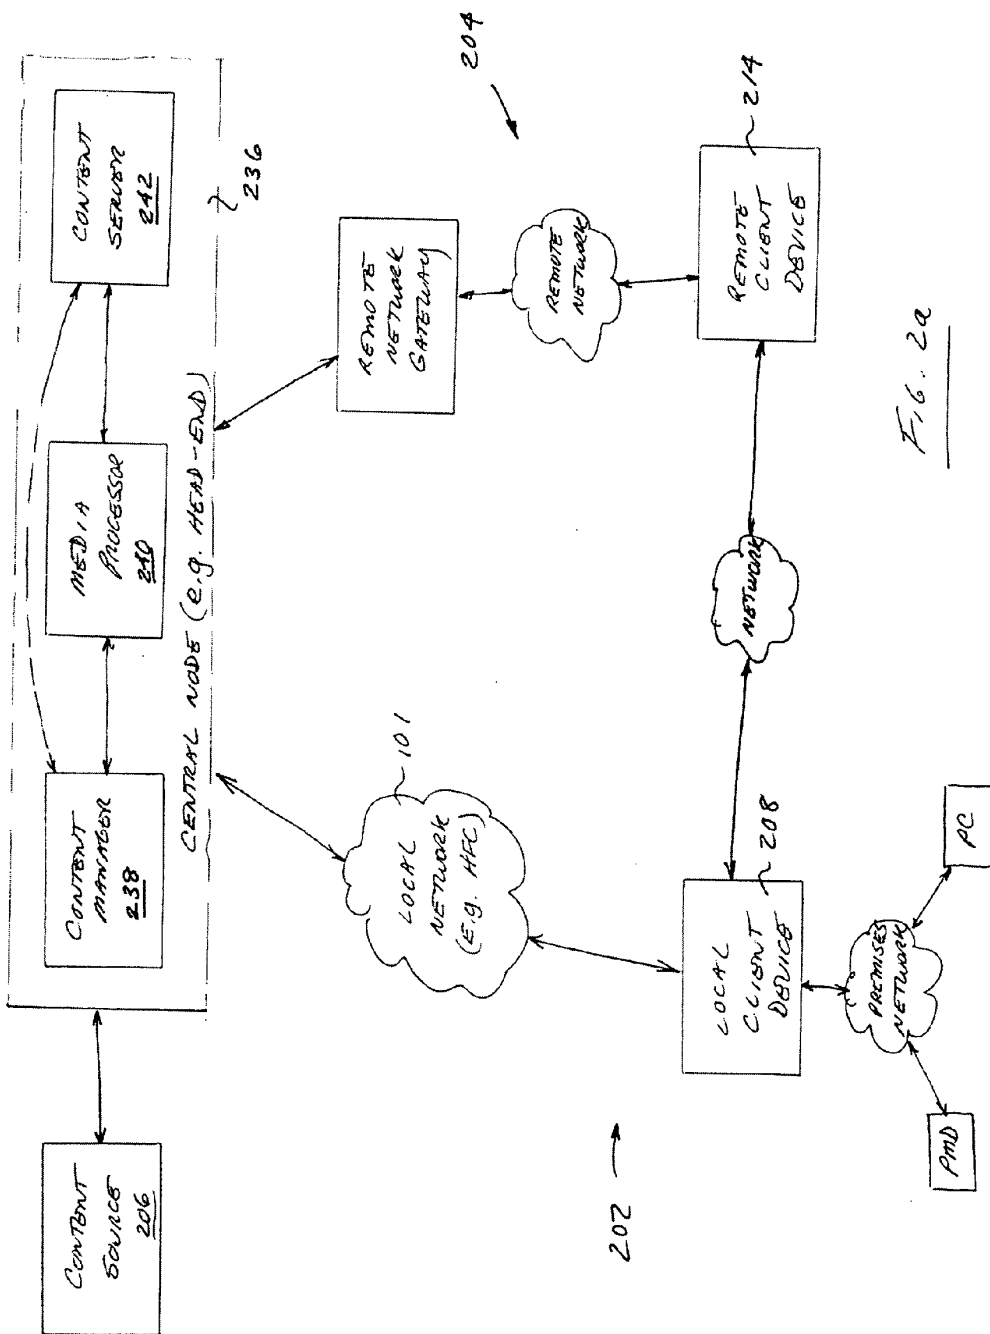 CONTENT
SOURCE
206
CONTENT
MANAGER
238
MEDIA
PROCESSOR
240
CONTENT
SERVER
242
CENTRAL NODE (e.g. HEAD-END)
236
LOCAL
NETWORK
(E.g. HFC)
101
REMOTE
NETWORK
GATEWAY
204
REMOTE
NETWORK
202
LOCAL
CLIENT
DEVICE
208
NETWORK
REMOTE
CLIENT
DEVICE
214
PREMISES
NETWORK
PMD
PC
FIG. 2a